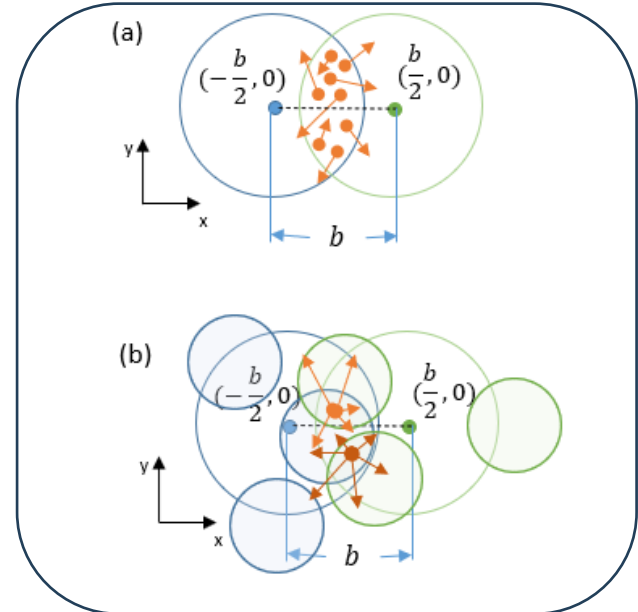 (a)
(-b/2, 0)
(b/2, 0)
y
x
b
(b)
(-b/2, 0)
(b/2, 0)
y
x
b